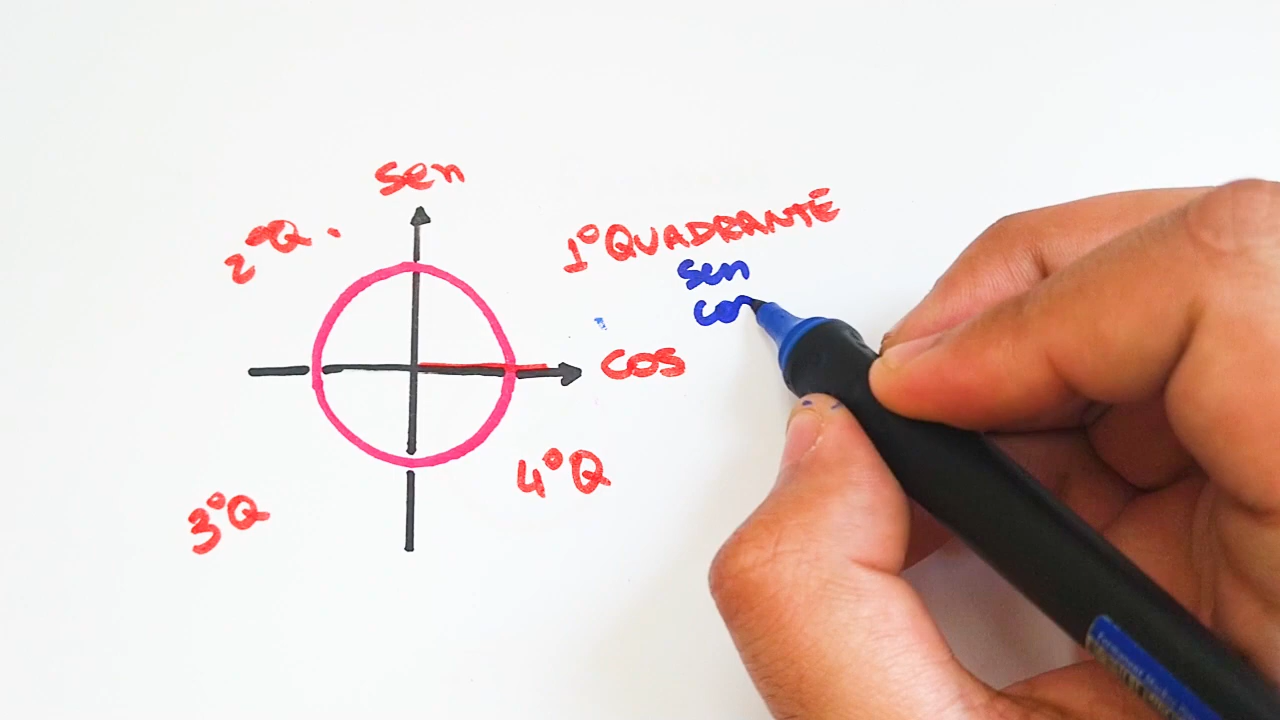 sen
2ºQ.
1º QUADRANTE
sen
cos
3ºQ
4ºQ